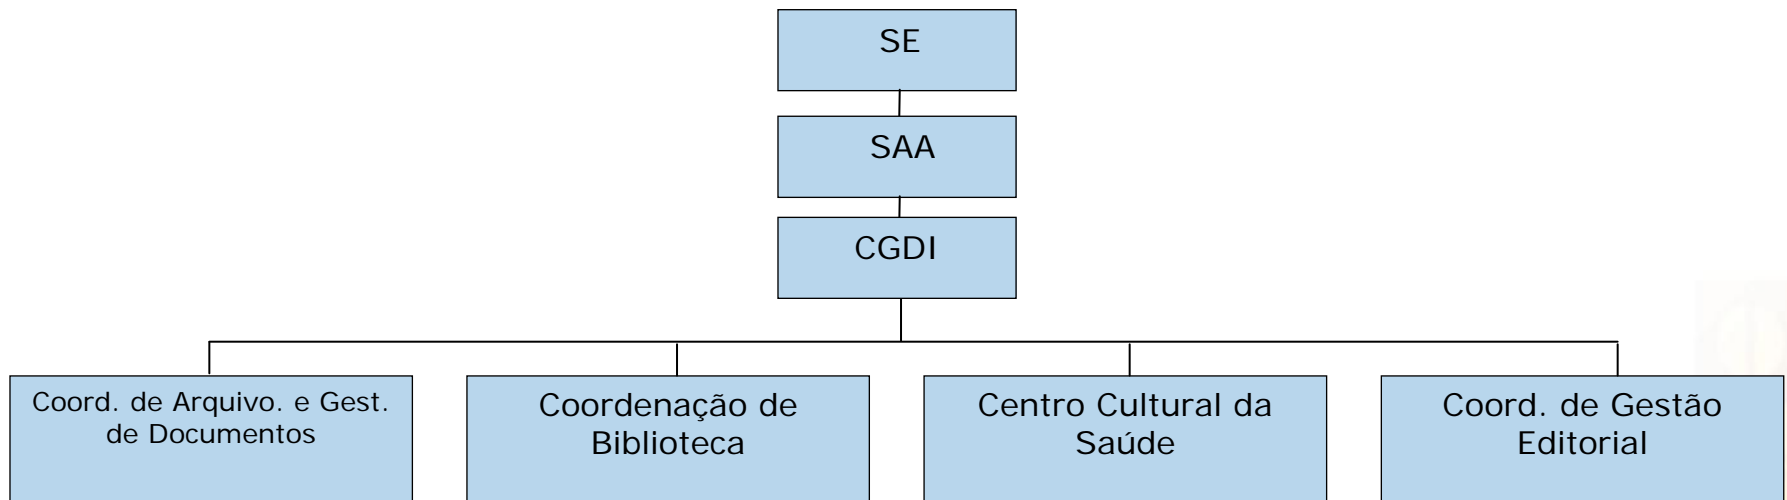 SE
SAA
CGDI
Coord. de Arquivo. e Gest.
de Documentos
Coordenação de
Biblioteca
Centro Cultural da
Saúde
Coord. de Gestão
Editorial